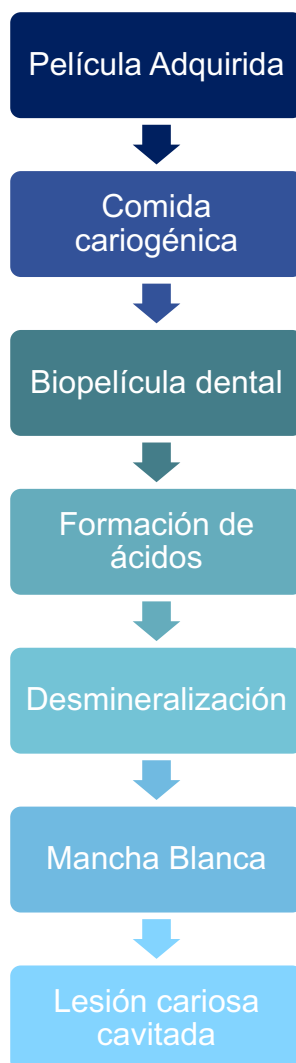 Película Adquirida
Comida
cariogénica
Biopelícula dental
Formación de
ácidos
Desmineralización
Mancha Blanca
Lesión cariosa
cavitada